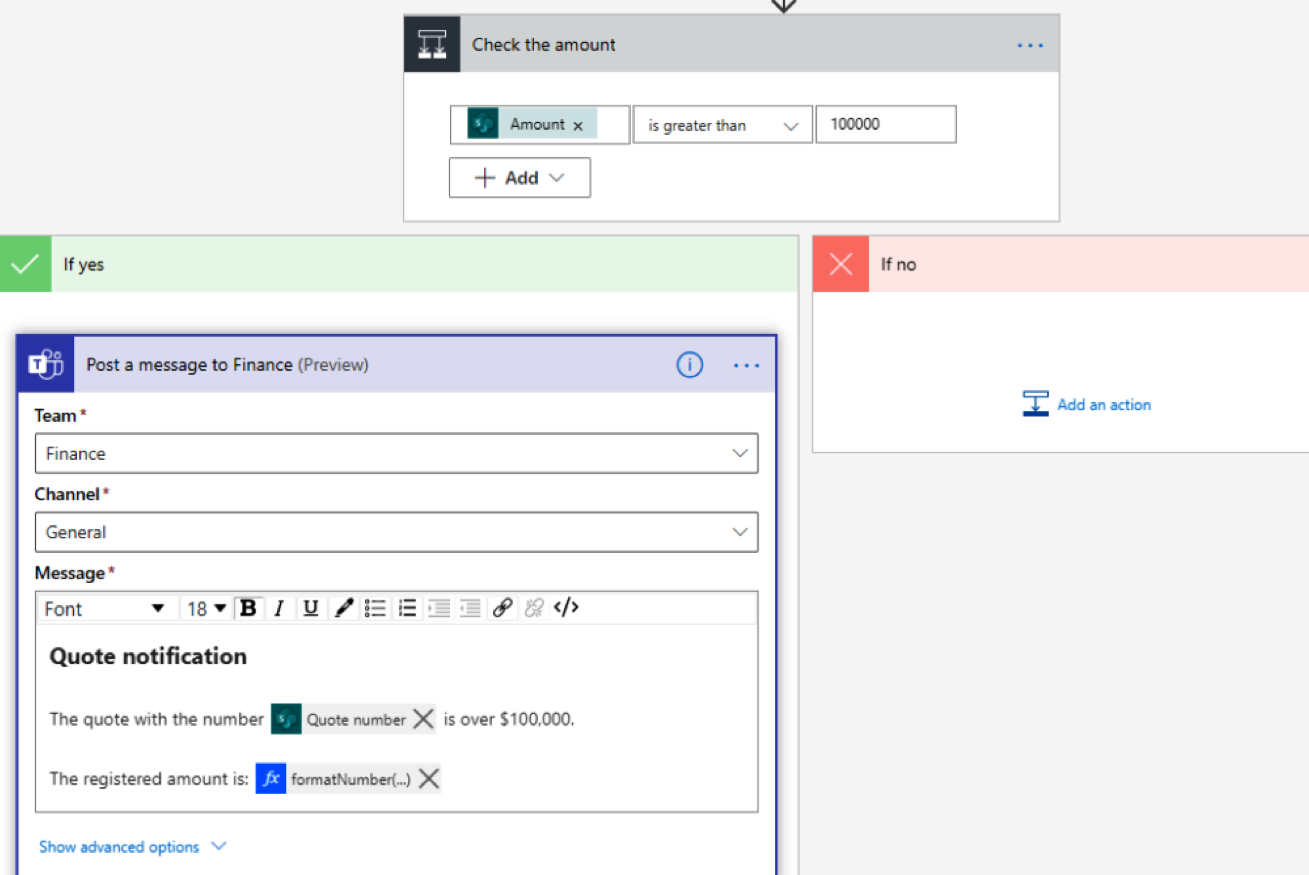 Check the amount
Amount × is greater than 100000
+ Add
If yes
If no
Post a message to Finance (Preview)
Add an action
Team *
Finance
Channel *
General
Message *
Font 18 B I U </>
Quote notification
The quote with the number Quote number × is over $100,000.
The registered amount is: fx formatNumber(...) ×
Show advanced options